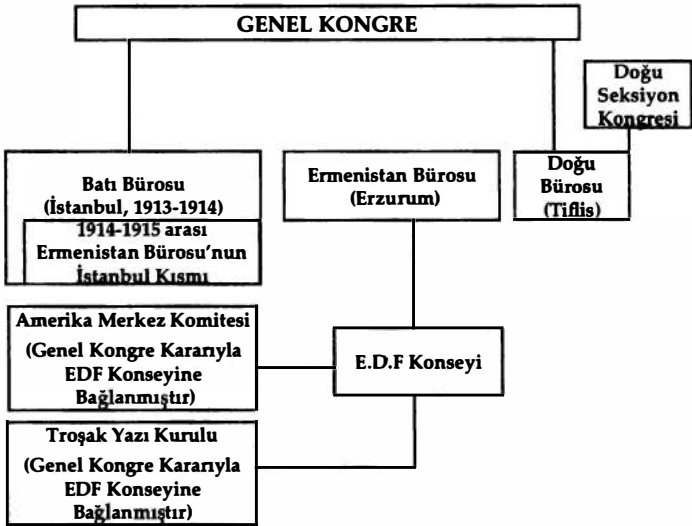 GENEL KONGRE
Doğu
Seksiyon
Kongresi
Batı Bürosu
(İstanbul, 1913-1914)
1914-1915 arası
Ermenistan Bürosu'nun
İstanbul Kısmı
Ermenistan Bürosu
(Erzurum)
Doğu
Bürosu
(Tiflis)
Amerika Merkez Komitesi
(Genel Kongre Kararıyla
EDF Konseyine
Bağlanmıştır)
E.D.F Konseyi
Troşak Yazı Kurulu
(Genel Kongre Kararıyla
EDF Konseyine
Bağlanmıştır)